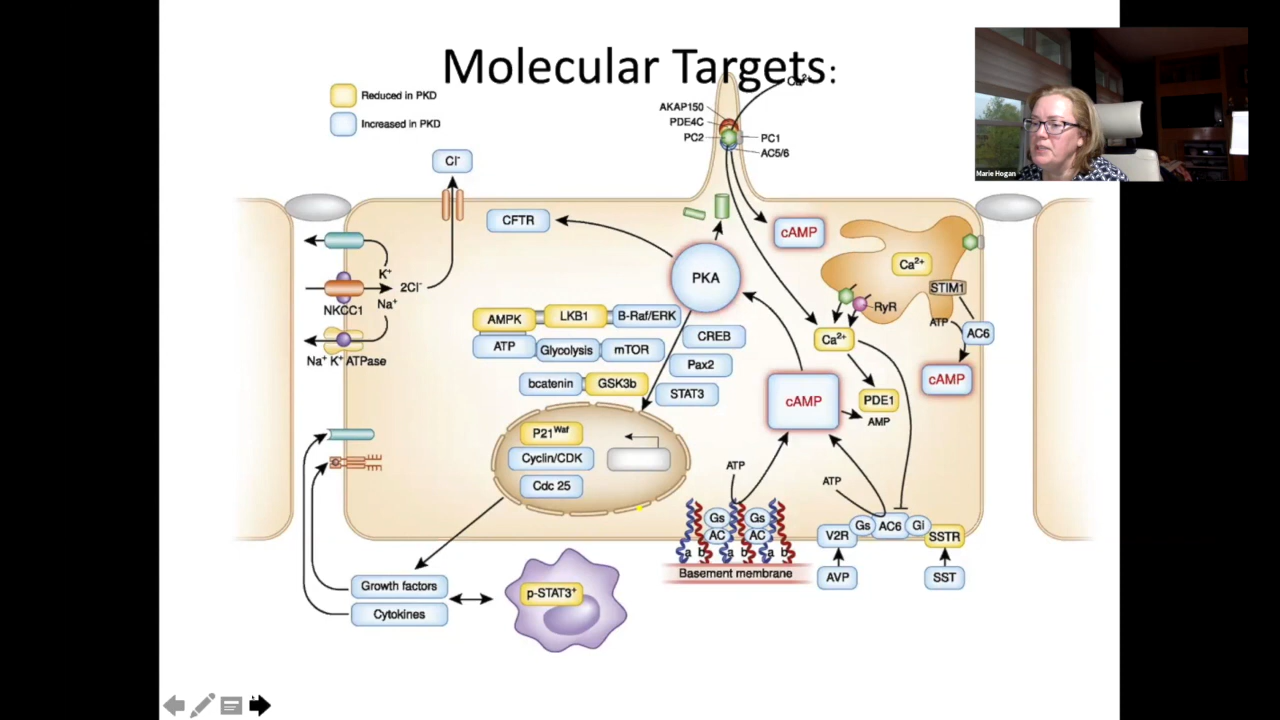 Molecular Targets:
Reduced in PKD
Increased in PKD
Ca2+
AKAP150
PDE4C
PC2
PC1
AC5/6
Marie Hogan
Cl-
CFTR
cAMP
PKA
Ca2+
STIM1
K+
2Cl-
Na+
NKCC1
RyR
ATP
AC6
AMPK
LKB1
B-Raf/ERK
CREB
Ca2+
ATP
Glycolysis
mTOR
Pax2
Na+ K+ ATPase
cAMP
bcatenin
GSK3b
STAT3
cAMP
PDE1
AMP
P21Waf
Cyclin/CDK
Cdc 25
ATP
ATP
Gs
Gs
AC
AC
a b a b a b
Basement membrane
V2R
Gs
AC6
Gi
SSTR
AVP
SST
Growth factors
Cytokines
p-STAT3+